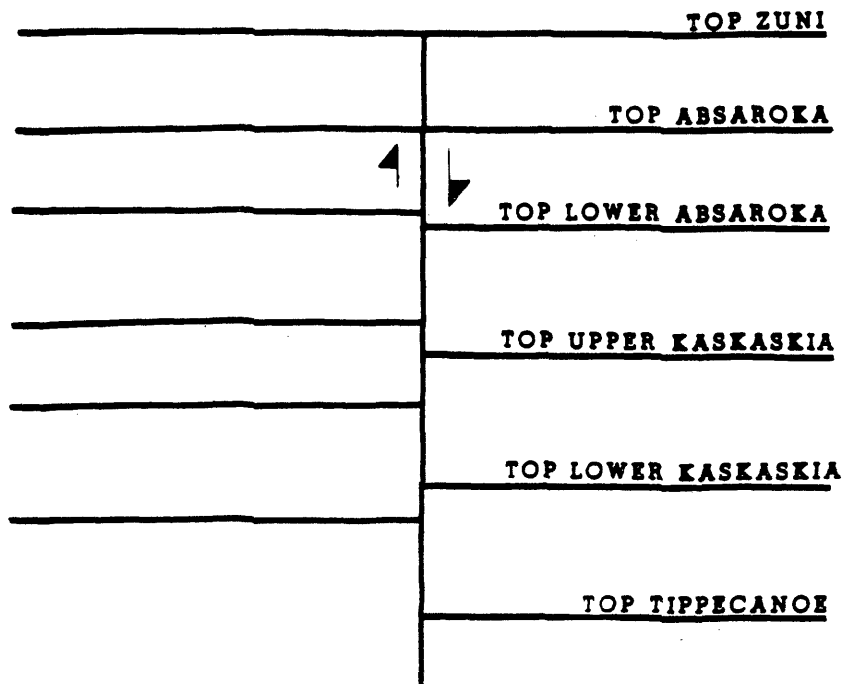 TOP ZUNI
TOP ABSAROKA
TOP LOWER ABSAROKA
TOP UPPER KASKASKIA
TOP LOWER KASKASKIA
TOP TIPPECANOE